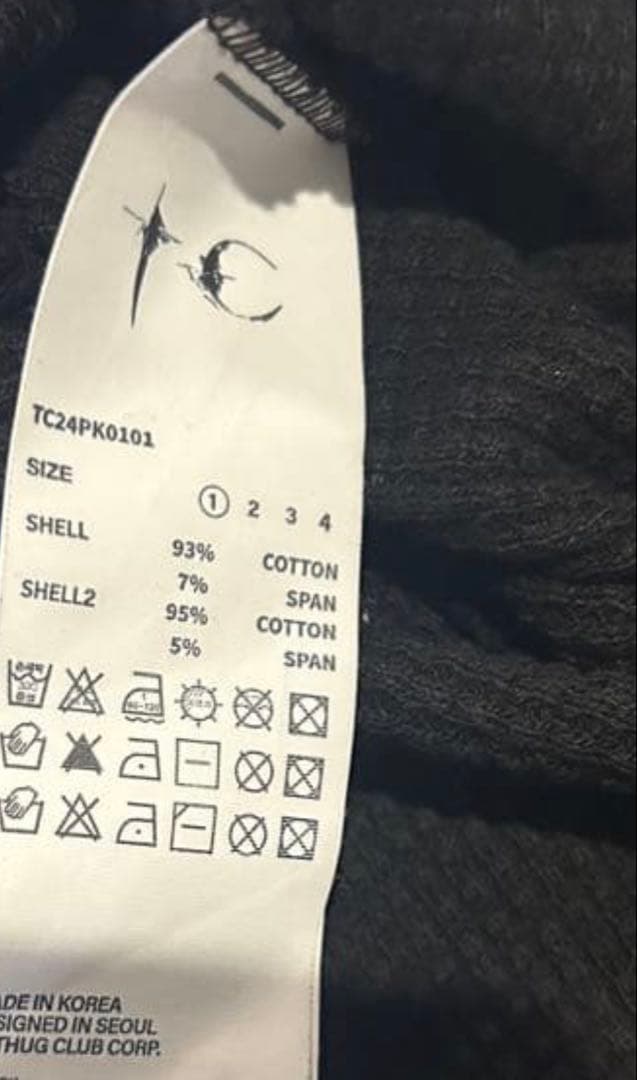 TC
TC24PK0101
SIZE
① 2 3 4
SHELL 93% COTTON
7% SPAN
SHELL2 95% COTTON
5% SPAN
ADE IN KOREA
SIGNED IN SEOUL
THUG CLUB CORP.